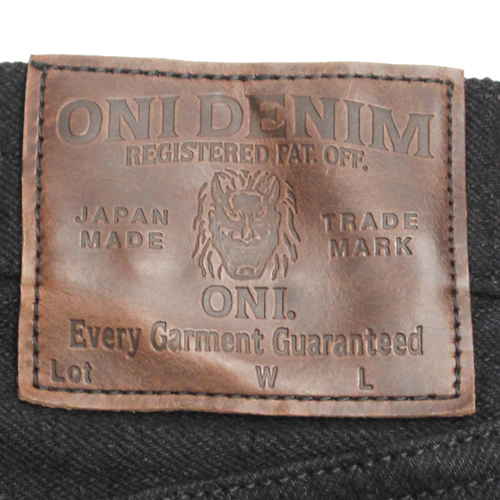 ONI DENIM
REGISTERED PAT. OFF.
JAPAN MADE
TRADE MARK
ONI.
Every Garment Guaranteed
Lot W L